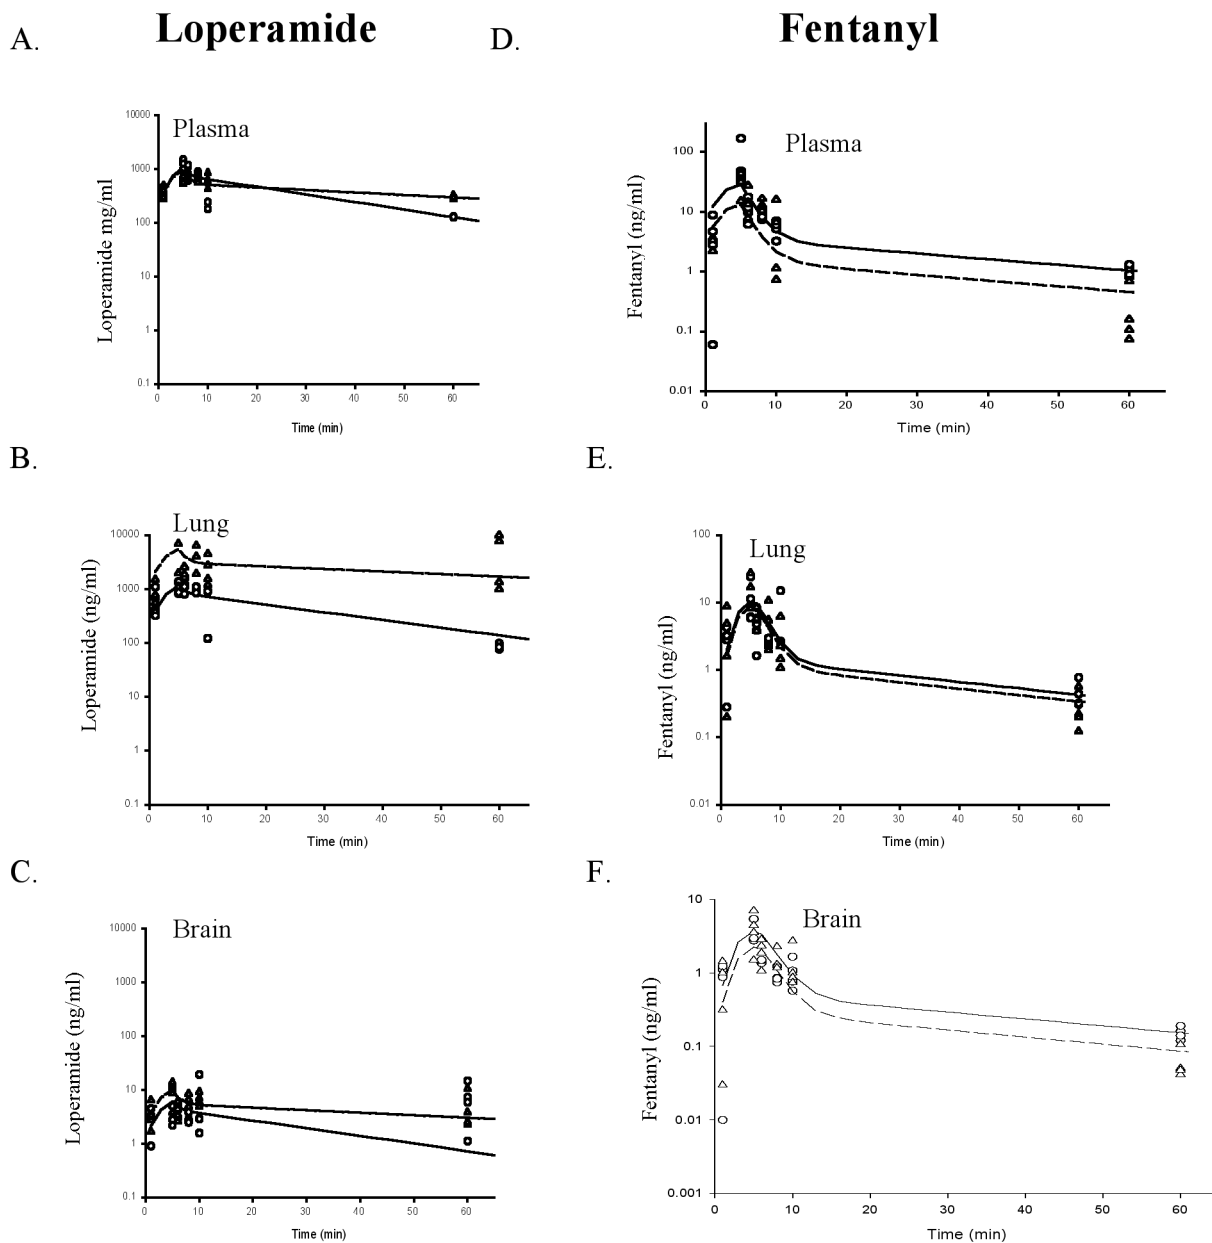 A. Loperamide D. Fentanyl
Plasma
10000
1000
100
10
1
0.1
0 10 20 30 40 50 60
Loperamide mg/ml
Time (min)
Plasma
100
10
1
0.1
0.01
0 10 20 30 40 50 60
Fentanyl (ng/ml)
Time (min)
B.
Lung
10000
1000
100
10
1
0.1
0 10 20 30 40 50 60
Loperamide (ng/ml)
Time (min)
E.
Lung
100
10
1
0.1
0.01
0 10 20 30 40 50 60
Fentanyl (ng/ml)
Time (min)
C.
Brain
10000
1000
100
10
1
0.1
0 10 20 30 40 50 60
Loperamide (ng/ml)
Time (min)
F.
Brain
10
1
0.1
0.01
0.001
0 10 20 30 40 50 60
Fentanyl (ng/ml)
Time (min)